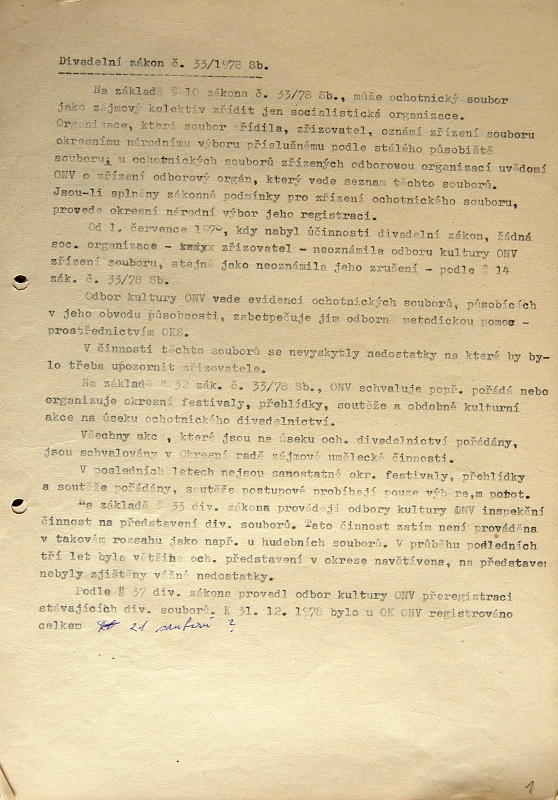 Divadelní zákon č. 33/1978 Sb.
Na základě § 10 zákona č. 33/78 Sb., může ochotnický soubor
jako zájmový kolektiv zřídit jen socialistická organizace.
Organizace, která soubor zřídila, zřizovatel, oznámí zřízení souboru
okresnímu národnímu výboru příslušnému podle stálého působiště
souboru, u ochotnických souborů zřízených odborovou organizací uvědomí
ONV o zřízení odborový orgán, který vede seznam těchto souborů.
Jsou-li splněny zákonné podmínky pro zřízení ochotnického souboru,
provede okresní národní výbor jeho registraci.
Od 1. července 1978, kdy nabyl účinnosti divadelní zákon, žádná
soc. organizace - zřizovatel - neoznámila odboru kultury ONV
zřízení souboru, stejně jako neoznámila jeho zrušení - podle § 14
zák. č. 33/78 Sb.
Odbor kultury ONV vede evidenci ochotnických souborů, působících
v jeho obvodu působnosti, zabezpečuje jim odborně metodickou pomoc -
prostřednictvím OKS.
V činnosti těchto souborů se nevyskytly nedostatky na které by by-
lo třeba upozornit zřizovatele.
Na základě § 32 zák. č. 33/78 Sb., ONV schvaluje popř. pořádá nebo
organizuje okresní festivaly, přehlídky, soutěže a obdobné kulturní
akce na úseku ochotnického divadelnictví.
Všechny akc , které jsou na úseku och. divadelnictví pořádány,
jsou schvalovány v Okresní radě zájmové umělecké činnosti.
V posledních letech nejsou samostatné okr. festivaly, přehlídky
a soutěže pořádány, soutěže postupové probíhají pouze
Na základě § 33 div. zákona provádějí odbory kultury ONV inspekční
činnost na představení div. souborů. Tato činnost zatím není prováděna
v takovém rozsahu jako např. u hudebních souborů. V průběhu podledních
tří let byla většina och. představení v okrese navštívena, na představe
nebyly zjištěny vážné nedostatky.
Podle § 37 div. zákona provedl odbor kultury ONV přeregistraci
stávajících div. souborů. K 31. 12. 1978 bylo u OK ONV registrováno
celkem 21 souborů ?
1